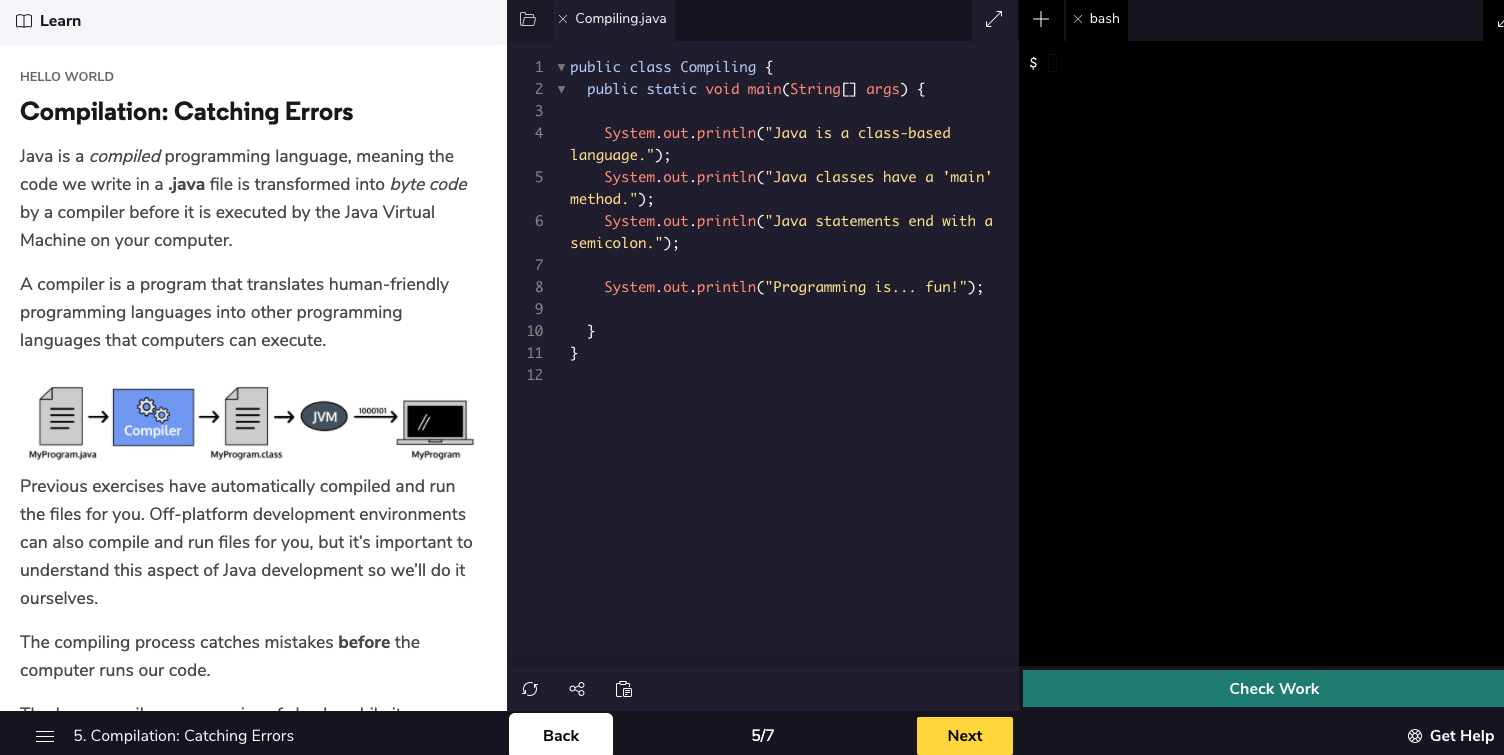 Learn
HELLO WORLD
Compilation: Catching Errors
Java is a compiled programming language, meaning the
code we write in a .java file is transformed into byte code
by a compiler before it is executed by the Java Virtual
Machine on your computer.
A compiler is a program that translates human-friendly
programming languages into other programming
languages that computers can execute.
Compiler
JVM
1000101
MyProgram.java
MyProgram.class
MyProgram
Previous exercises have automatically compiled and run
the files for you. Off-platform development environments
can also compile and run files for you, but it's important to
understand this aspect of Java development so we'll do it
ourselves.
The compiling process catches mistakes before the
computer runs our code.
5. Compilation: Catching Errors
Compiling.java
1 public class Compiling {
2 public static void main(String[] args) {
3
4 System.out.println("Java is a class-based
language.");
5 System.out.println("Java classes have a 'main'
method.");
6 System.out.println("Java statements end with a
semicolon.");
7
8 System.out.println("Programming is... fun!");
9
10 }
11 }
12
Back
5/7
Next
bash
$
Check Work
Get Help